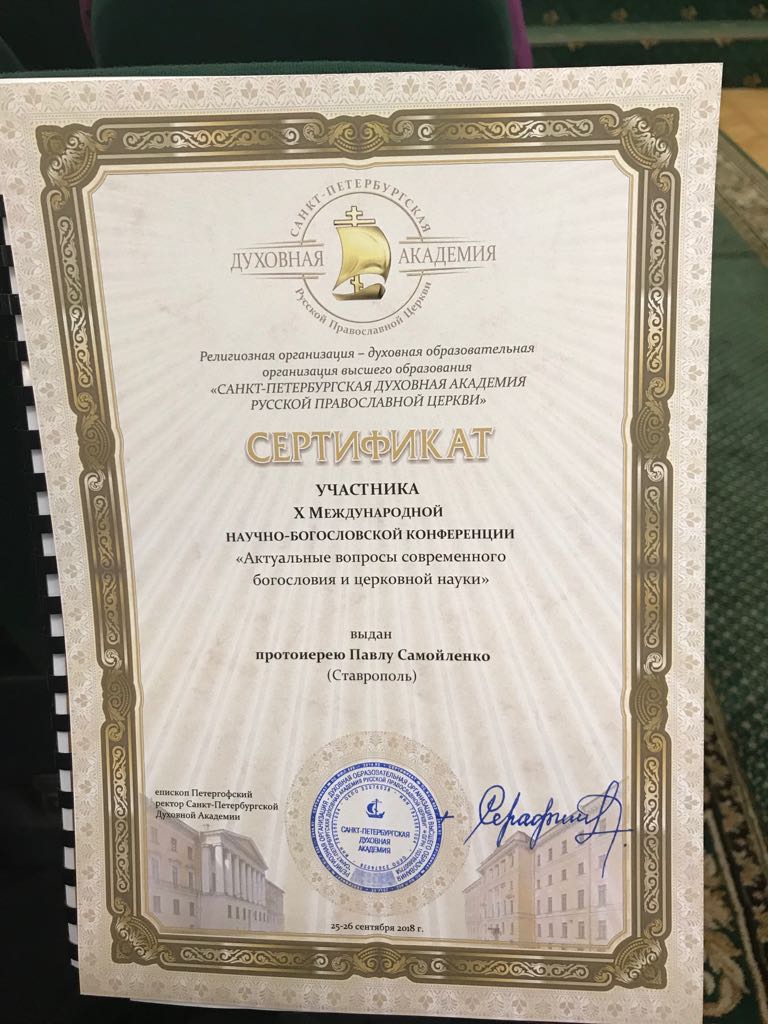 САНКТ-ПЕТЕРБУРГСКАЯ
ДУХОВНАЯ АКАДЕМИЯ
Русской Православной Церкви
Религиозная организация – духовная образовательная
организация высшего образования
«САНКТ-ПЕТЕРБУРГСКАЯ ДУХОВНАЯ АКАДЕМИЯ
РУССКОЙ ПРАВОСЛАВНОЙ ЦЕРКВИ»
СЕРТИФИКАТ
УЧАСТНИКА
X Международной
научно-богословской конференции
«Актуальные вопросы современного
богословия и церковной науки»
выдан
протоиерею Павлу Самойленко
(Ставрополь)
епископ Петергофский
ректор Санкт-Петербургской
Духовной Академии
САНКТ-ПЕТЕРБУРГСКАЯ
ДУХОВНАЯ
АКАДЕМИЯ
+ Серафим
25-26 сентября 2018 г.